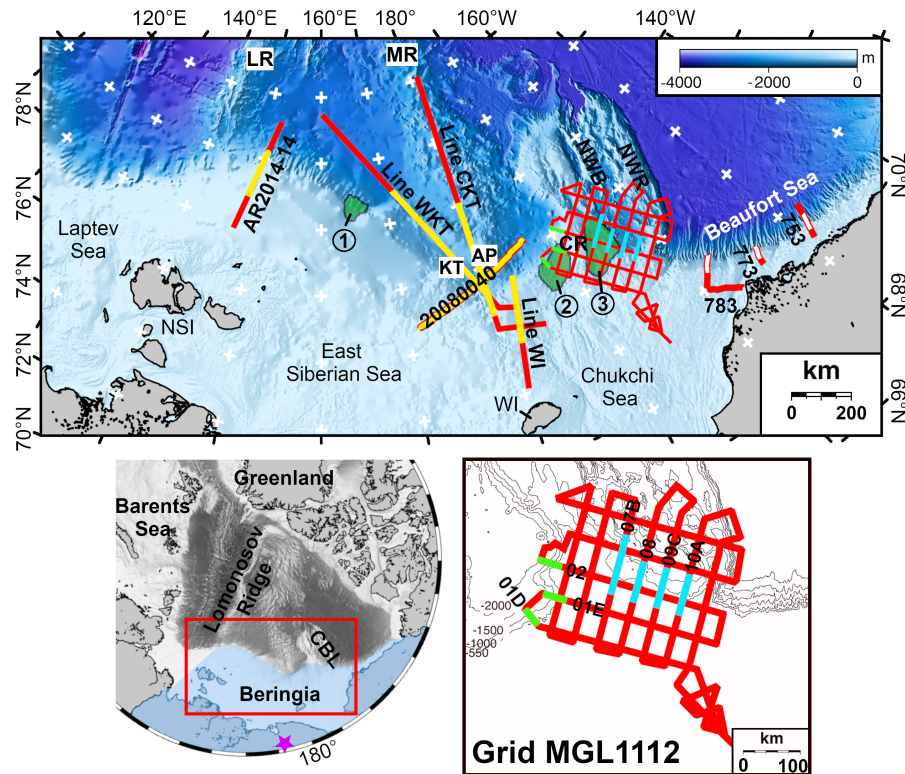 120°E 140°E 160°E 180° 160°W 140°W
LR
MR
m
-4000 -2000 0
78°N
76°N
74°N
72°N
70°N
70°N
68°N
66°N
AR2014-14
Line WKT
Line CKT
NWB
NWR
Beaufort Sea
Laptev
Sea
1
CR
753
773
783
KT
AP
20080040
2
3
NSI
Line WI
East
Siberian Sea
Chukchi
Sea
WI
km
0 200
Greenland
Barents
Sea
Lomonosov
Ridge
CBL
Beringia
180°
07B
08
09C
10A
02
01D
01E
-2000
-1500
-1000
-550
Grid MGL1112
km
0 100